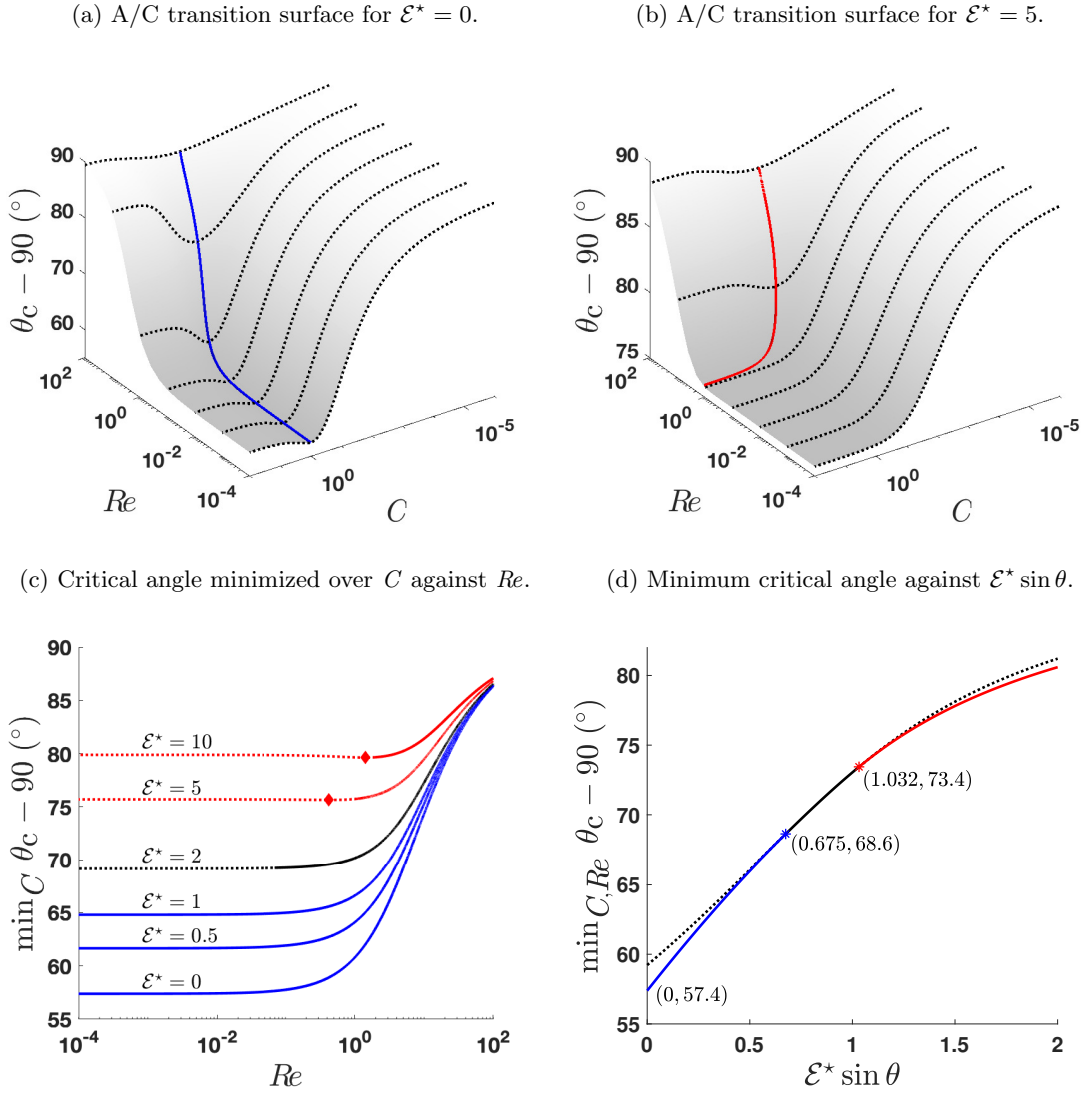 (a) A/C transition surface for ℰ⋆ = 0.
(b) A/C transition surface for ℰ⋆ = 5.
90
80
70
60
θc − 90 (°)
10²
10⁰
10⁻²
10⁻⁴
Re
10⁰
10⁻⁵
C
90
85
80
75
θc − 90 (°)
10²
10⁰
10⁻²
10⁻⁴
Re
10⁰
10⁻⁵
C
(c) Critical angle minimized over C against Re.
(d) Minimum critical angle against ℰ⋆ sin θ.
90
85
80
75
70
65
60
55
min C θc − 90 (°)
ℰ⋆ = 10
ℰ⋆ = 5
ℰ⋆ = 2
ℰ⋆ = 1
ℰ⋆ = 0.5
ℰ⋆ = 0
10⁻⁴
10⁻²
10⁰
10²
Re
80
75
70
65
60
55
min C,Re θc − 90 (°)
(1.032, 73.4)
(0.675, 68.6)
(0, 57.4)
0
0.5
1
1.5
2
ℰ⋆ sin θ